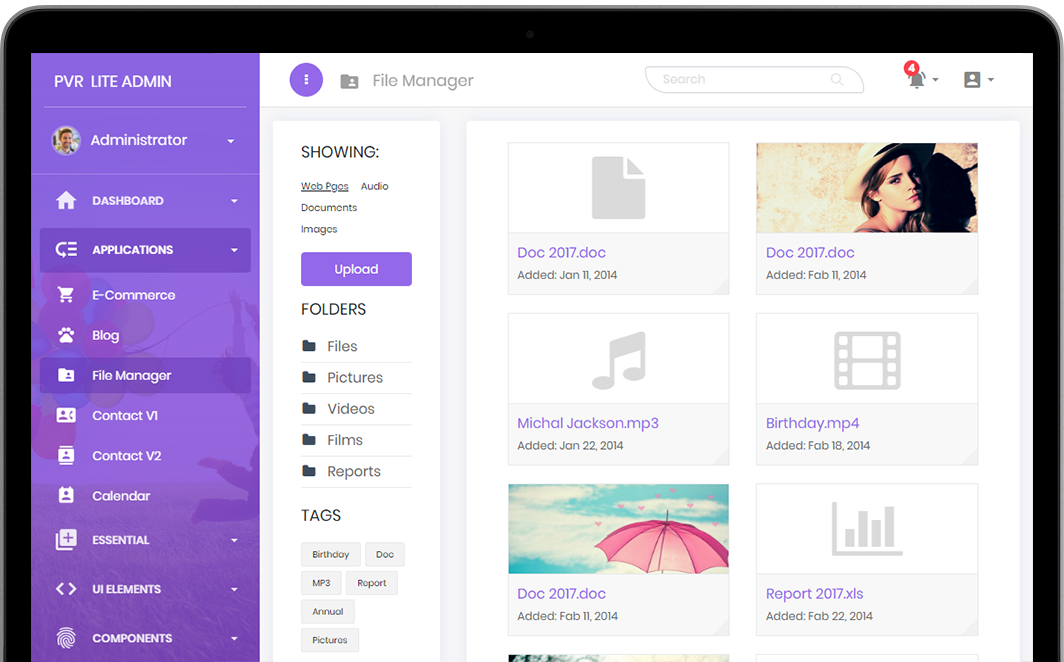 PVR LITE ADMIN
Administrator
DASHBOARD
APPLICATIONS
E-Commerce
Blog
File Manager
Contact V1
Contact V2
Calendar
ESSENTIAL
UI ELEMENTS
COMPONENTS
File Manager
Search
4
SHOWING:
Web Pges Audio
Documents
Images
Upload
FOLDERS
Files
Pictures
Videos
Films
Reports
TAGS
Birthday Doc
MP3 Report
Annual
Pictures
Doc 2017.doc
Added: Jan 11, 2014
Doc 2017.doc
Added: Fab 11, 2014
Michal Jackson.mp3
Added: Jan 22, 2014
Birthday.mp4
Added: Fab 18, 2014
Doc 2017.doc
Added: Fab 11, 2014
Report 2017.xls
Added: Fab 22, 2014